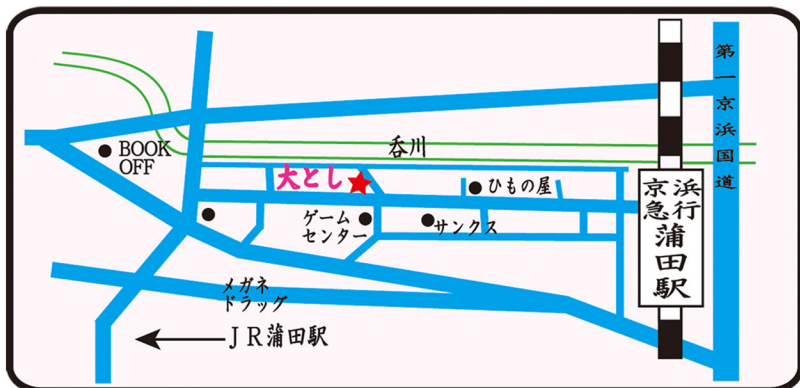 第一京浜国道
呑川
BOOK
OFF
大とし
ひもの屋
京急
浜行
蒲田駅
ゲーム
センター
サンクス
メガネ
ドラッグ
JR蒲田駅